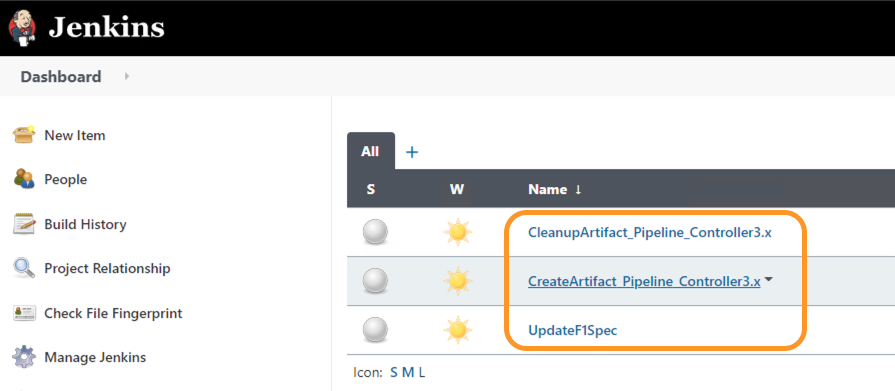 Jenkins
Dashboard
New Item
People
Build History
Project Relationship
Check File Fingerprint
Manage Jenkins
All +
S W Name ↓
CleanupArtifact_Pipeline_Controller3.x
CreateArtifact_Pipeline_Controller3.x
UpdateF1Spec
Icon: S M L